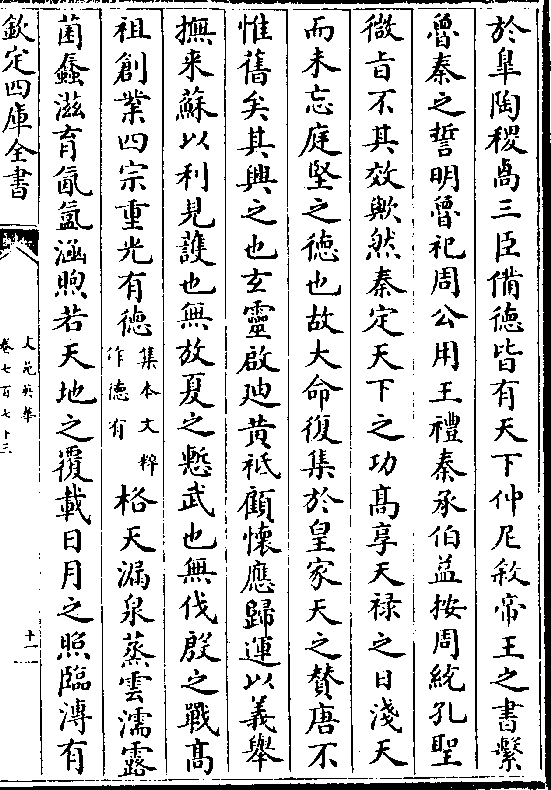 於臯陶稷卨三臣備德皆有天下仲尼敘帝王之書繫
魯秦之誓明魯祀周公用王禮秦承伯益按周統孔聖
微旨不其效歟然秦定天下之功髙享天禄之日淺天
而未忘庭堅之德也故大命復集於皇家天之賛唐不
惟舊矣其興之也玄靈啟廸黄祗顧懐應歸運以義舉
撫来蘇以利見䕶也無放夏之慙武也無伐殷之戰髙
祖創業四宗重光有德集本文粹作德有格天漏泉蒸雲濡露
菌蠢滋育氤氲涵煦若天地之覆載日月之照臨溥有
欽定四庫全書
文苑英華
卷七百七十三
十一